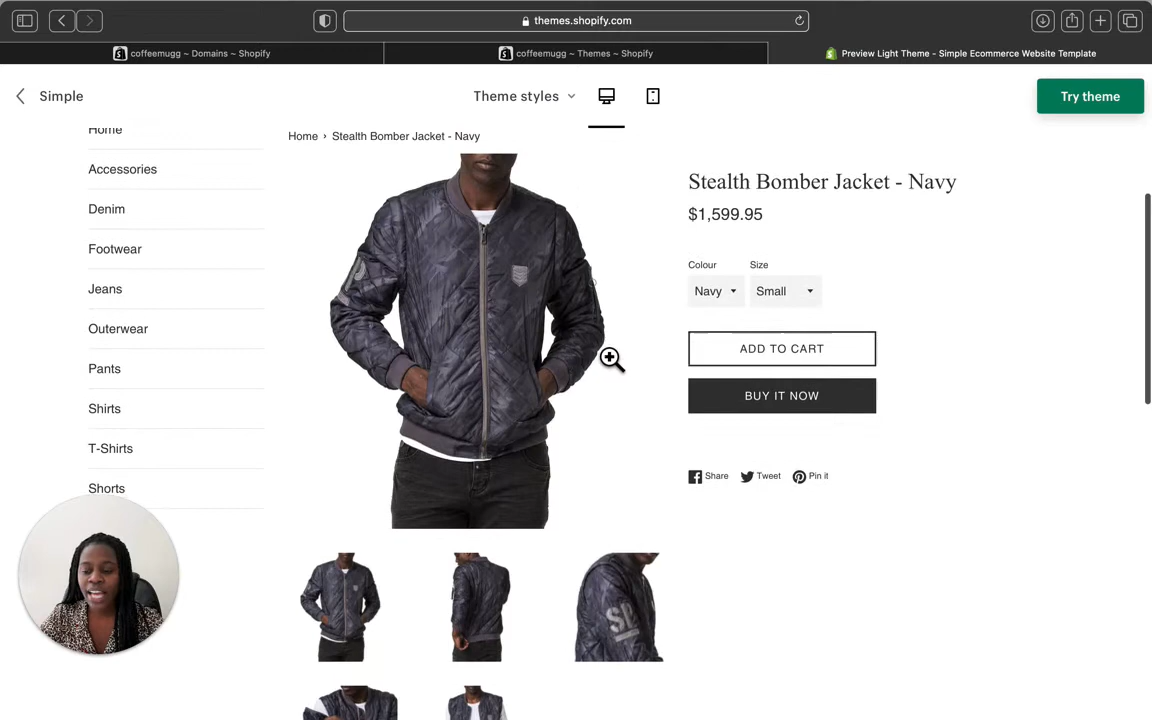 themes.shopify.com
coffeemugg ~ Domains ~ Shopify
coffeemugg ~ Themes ~ Shopify
Preview Light Theme - Simple Ecommerce Website Template
Simple
Theme styles
Try theme
Home
Accessories
Denim
Footwear
Jeans
Outerwear
Pants
Shirts
T-Shirts
Shorts
Home › Stealth Bomber Jacket - Navy
Stealth Bomber Jacket - Navy
$1,599.95
Colour Size
Navy Small
ADD TO CART
BUY IT NOW
Share Tweet Pin it